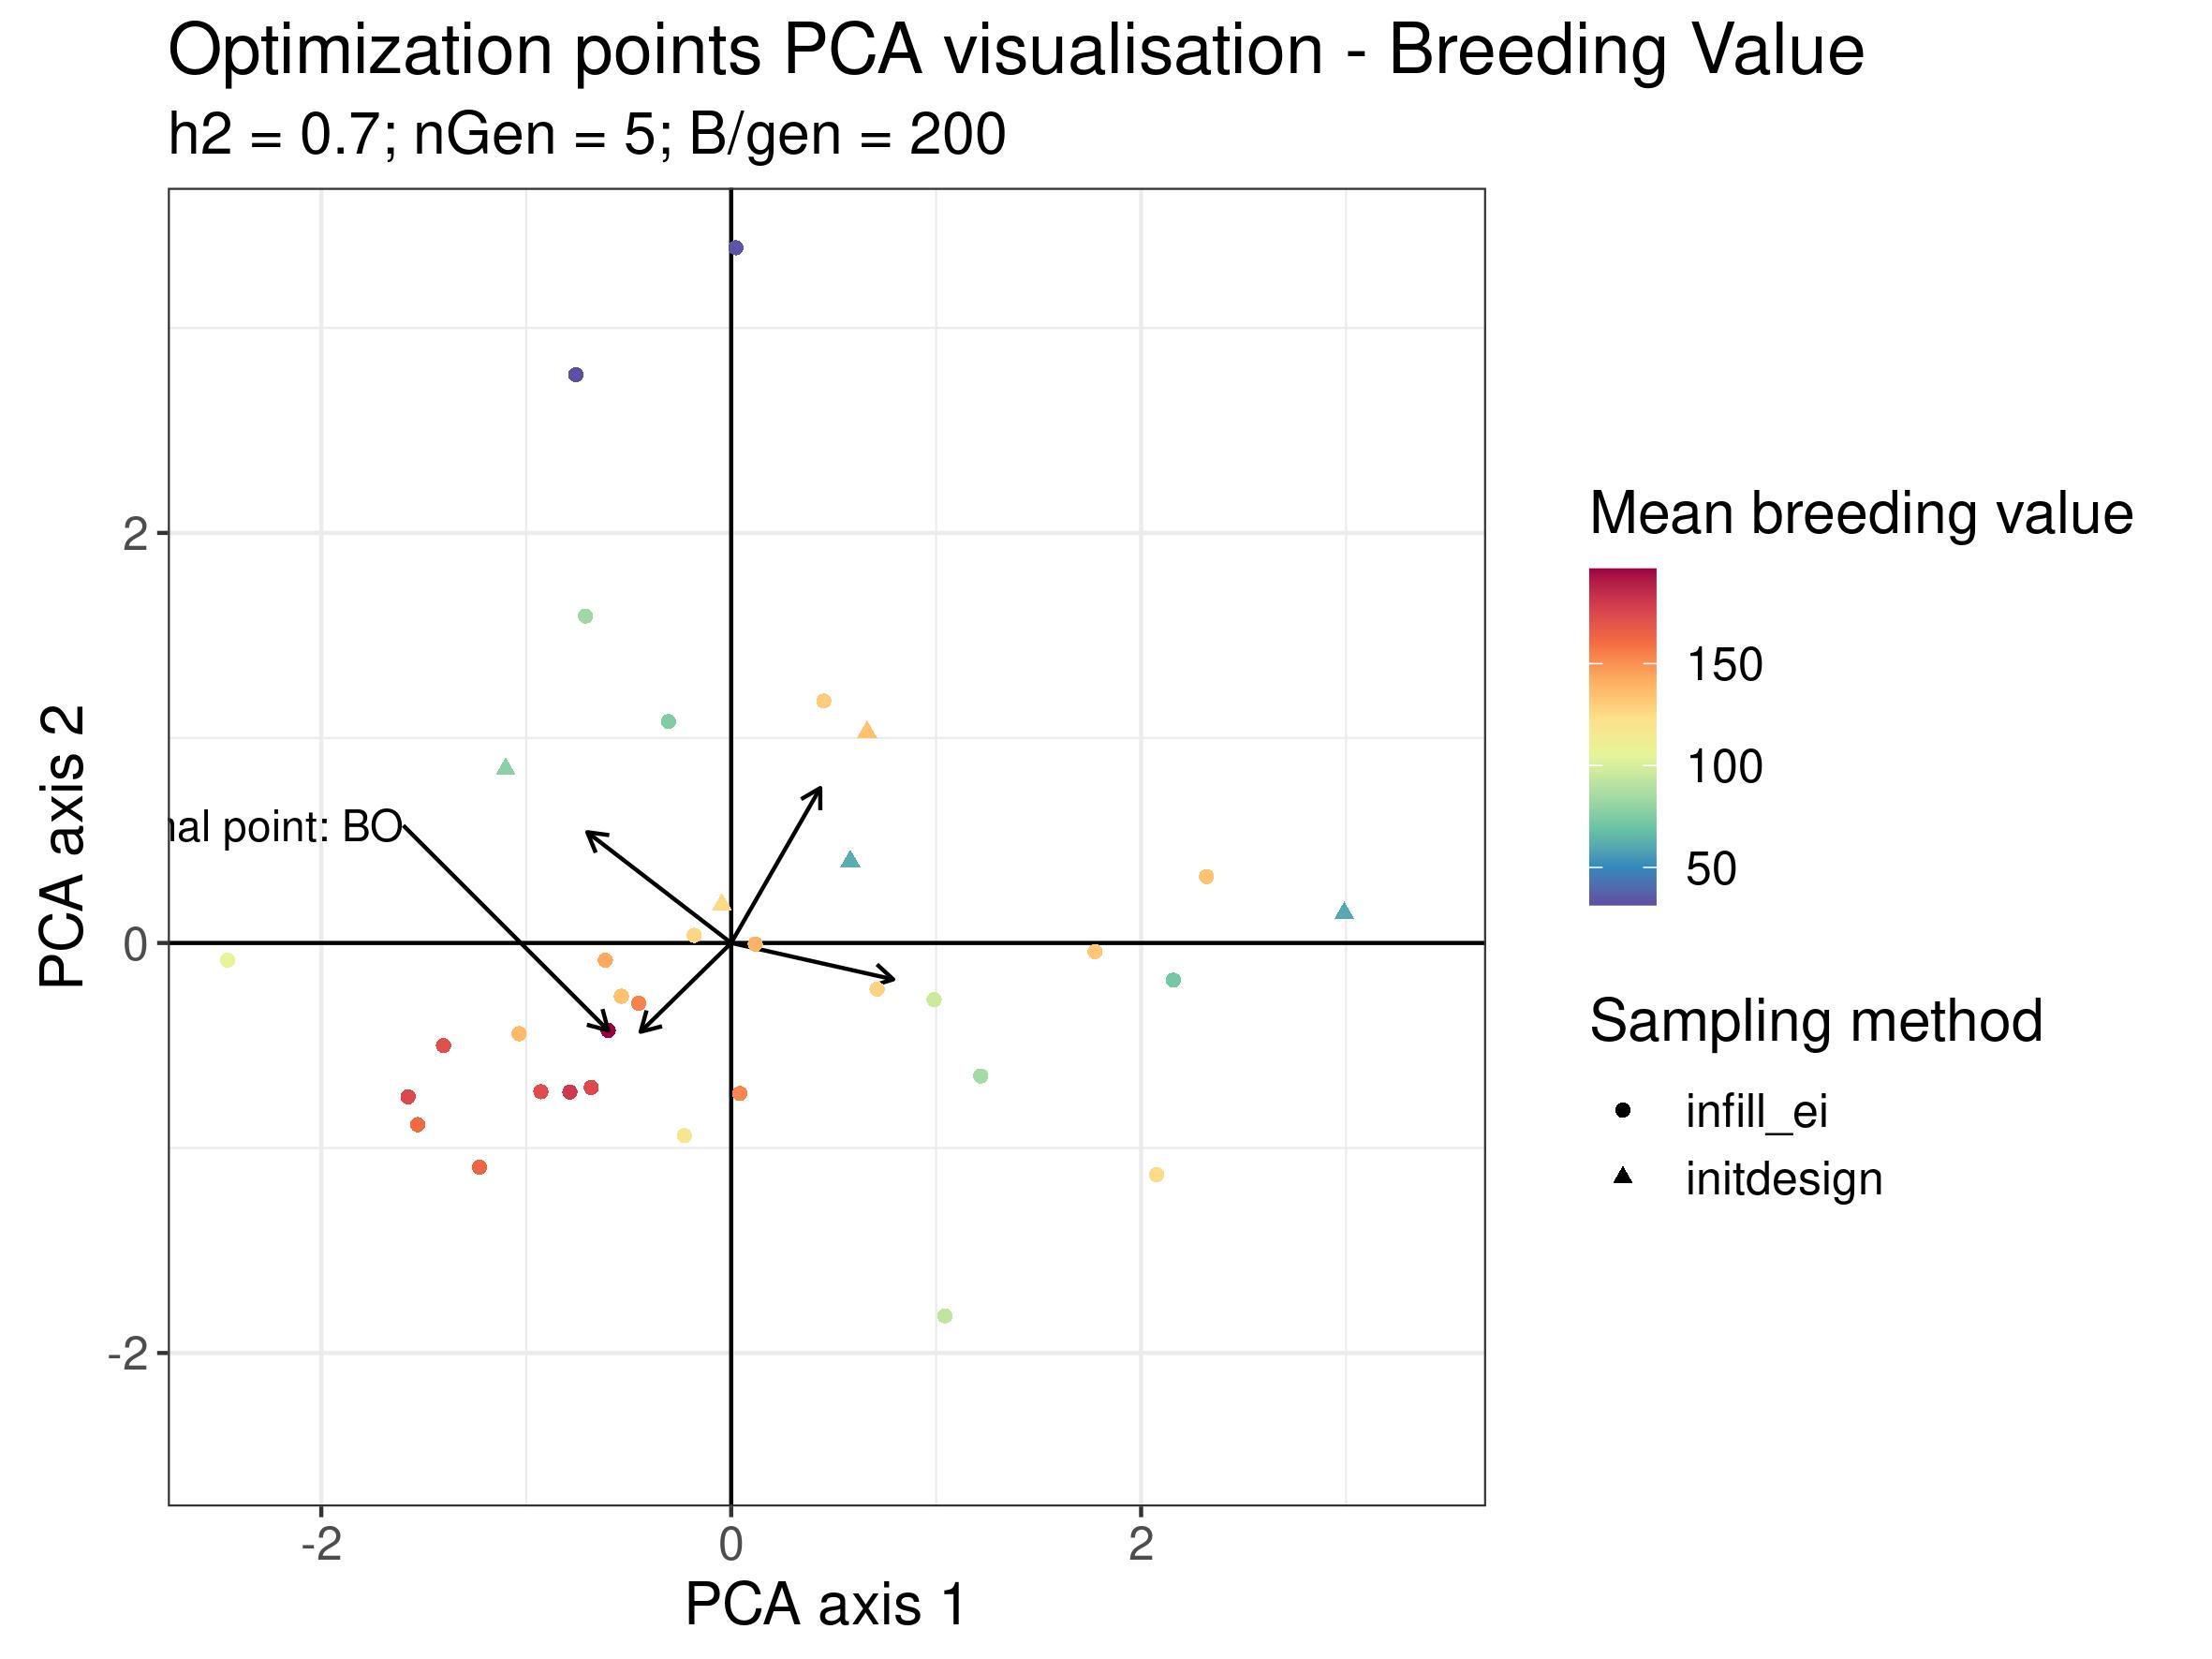 Optimization points PCA visualisation - Breeding Value
h2 = 0.7; nGen = 5; B/gen = 200
PCA axis 2
2
0
-2
point: BO
-2
0
2
PCA axis 1
Mean breeding value
150
100
50
Sampling method
infill_ei
initdesign